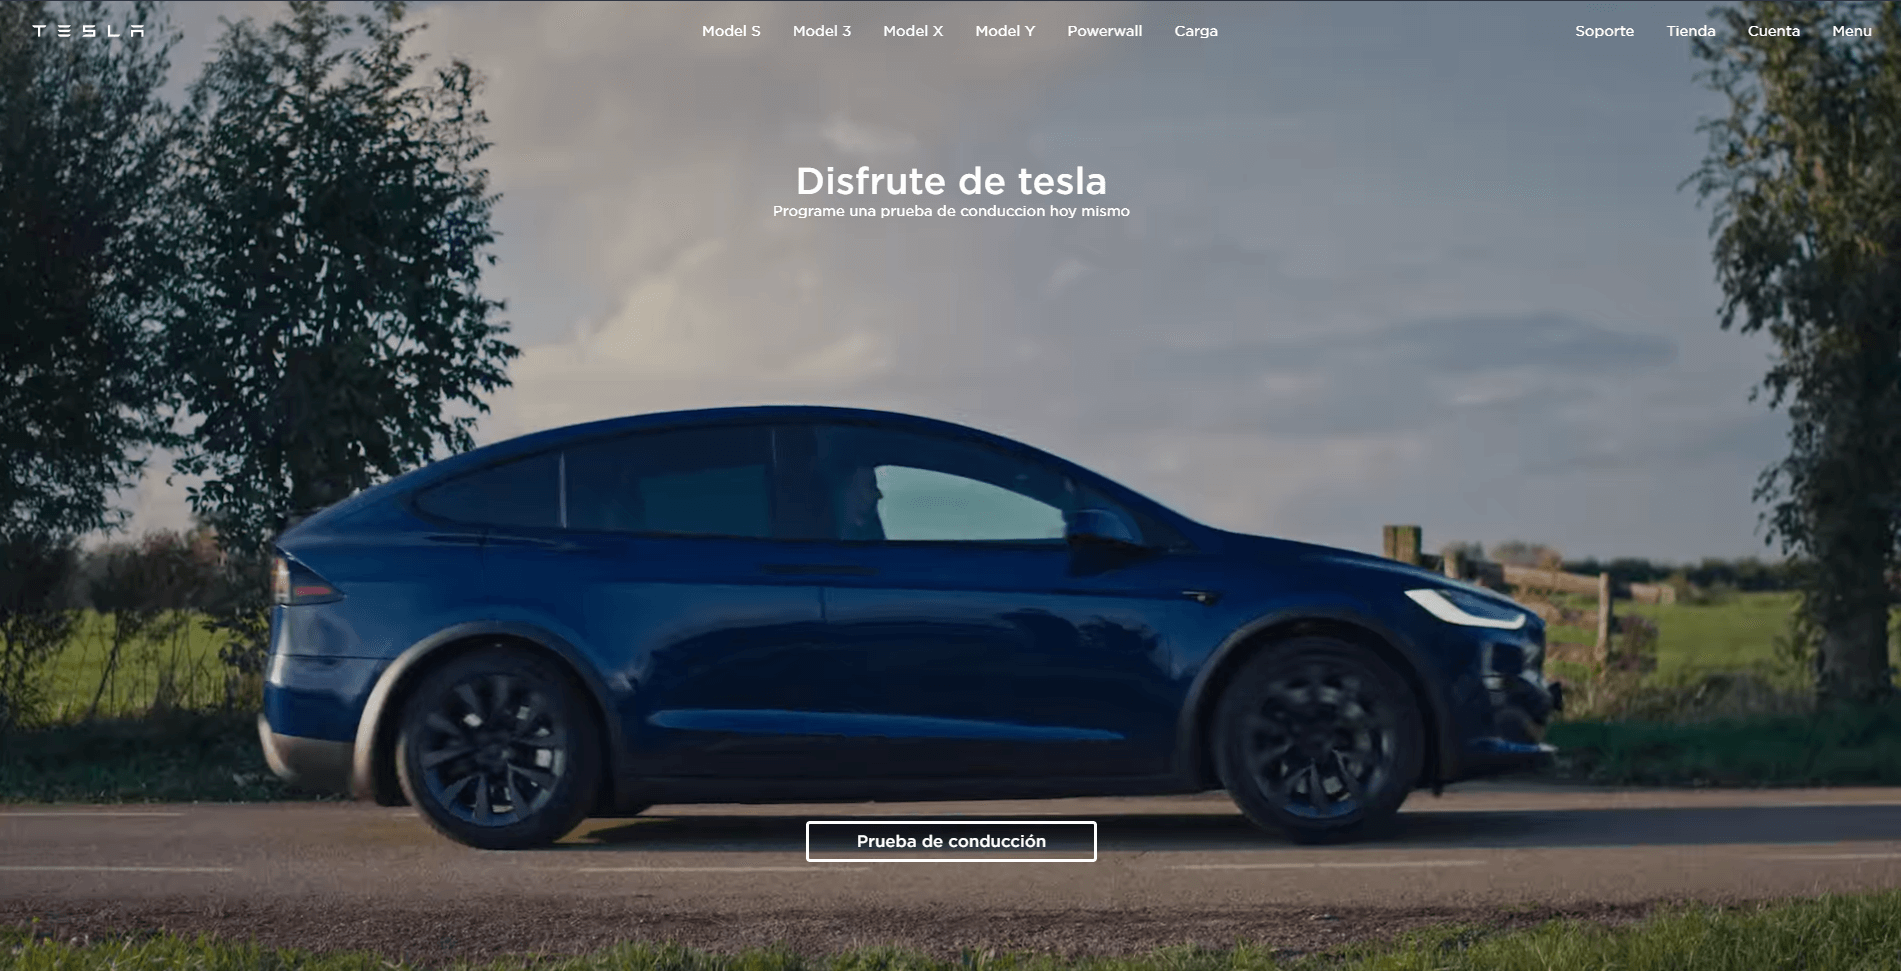 TESLA
Model S Model 3 Model X Model Y Powerwall Carga
Soporte Tienda Cuenta Menu
Disfrute de tesla
Programe una prueba de conduccion hoy mismo
Prueba de conducción